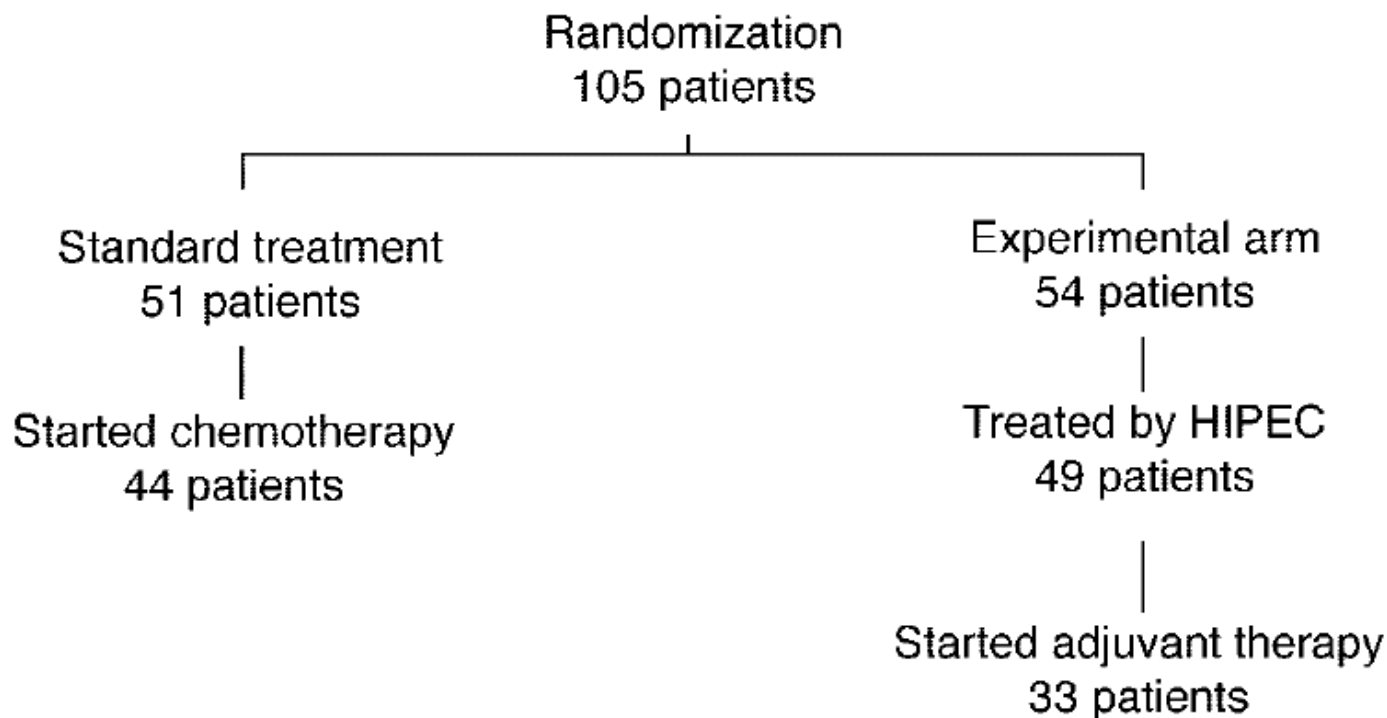 Randomization
105 patients
Standard treatment
51 patients
Experimental arm
54 patients
Started chemotherapy
44 patients
Treated by HIPEC
49 patients
Started adjuvant therapy
33 patients